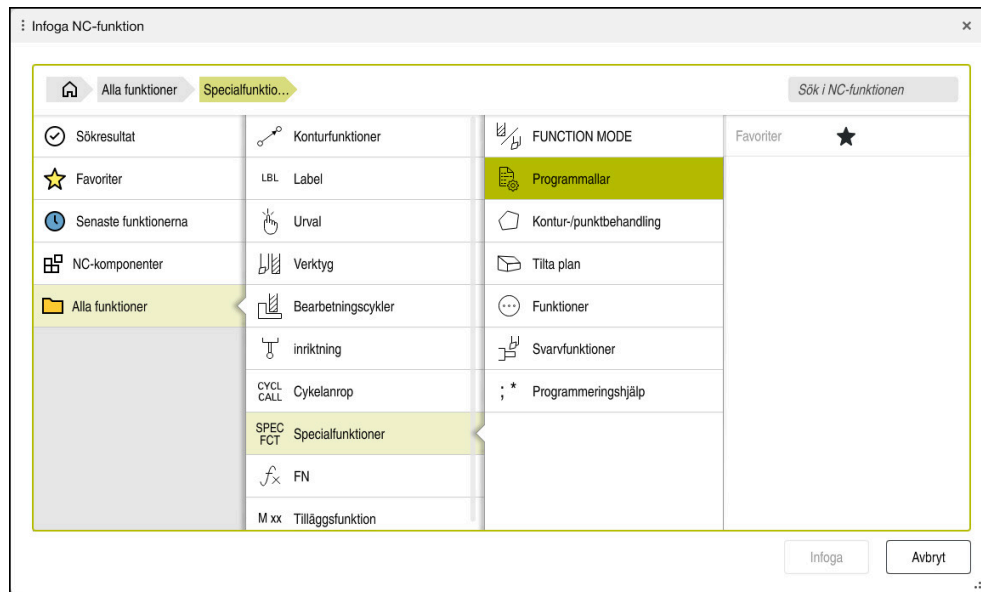 Infoga NC-funktion
Alla funktioner
Specialfunktio...
Sök i NC-funktionen
Sökresultat
Favoriter
Senaste funktionerna
NC-komponenter
Alla funktioner
Konturfunktioner
LBL Label
Urval
Verktyg
Bearbetningscykler
inriktning
CYCL CALL Cykelanrop
SPEC FCT Specialfunktioner
fx FN
M xx Tilläggsfunktion
FUNCTION MODE
Programmallar
Kontur-/punktbehandling
Tilta plan
Funktioner
Svarvfunktioner
; * Programmeringshjälp
Favoriter
Infoga
Avbryt